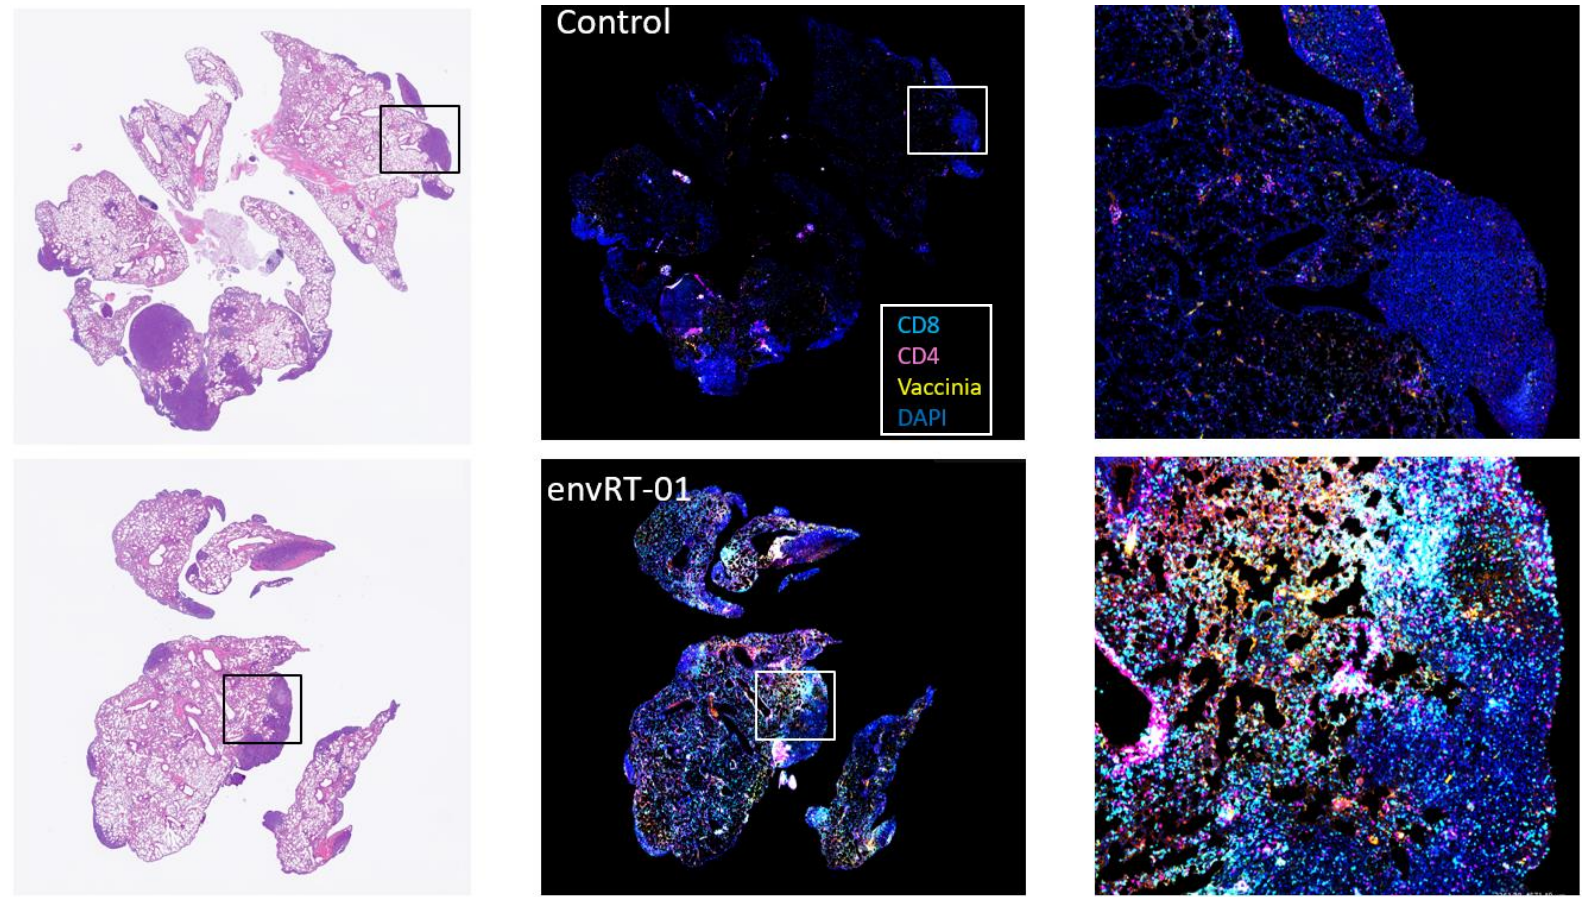 Control
CD8
CD4
Vaccinia
DAPI
envRT-01